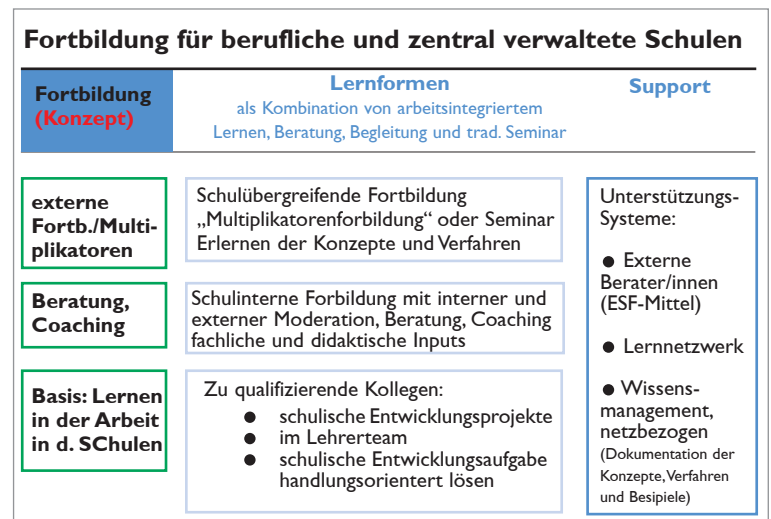 Fortbildung für berufliche und zentral verwaltete Schulen
Fortbildung
(Konzept)
Lernformen
als Kombination von arbeitsintegriertem
Lernen, Beratung, Begleitung und trad. Seminar
Support
externe
Fortb./Multi-
plikatoren
Schulübergreifende Fortbildung
„Multiplikatorenforbildung“ oder Seminar
Erlernen der Konzepte und Verfahren
Beratung,
Coaching
Schulinterne Forbildung mit interner und
externer Moderation, Beratung, Coaching
fachliche und didaktische Inputs
Basis: Lernen
in der Arbeit
in d. SChulen
Zu qualifizierende Kollegen:
● schulische Entwicklungsprojekte
● im Lehrerteam
● schulische Entwicklungsaufgabe
handlungsorientert lösen
Unterstützungs-
Systeme:
● Externe
Berater/innen
(ESF-Mittel)
● Lernnetzwerk
● Wissens-
management,
netzbezogen
(Dokumentation der
Konzepte, Verfahren
und Besipiele)